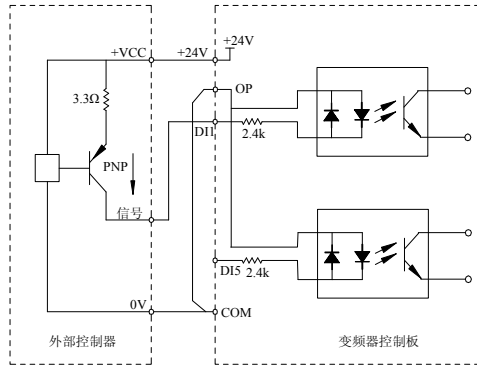 +24V
+VCC
+24V
OP
3.3Ω
DI1
2.4k
PNP
信号
DI5
2.4k
0V
COM
外部控制器
变频器控制板